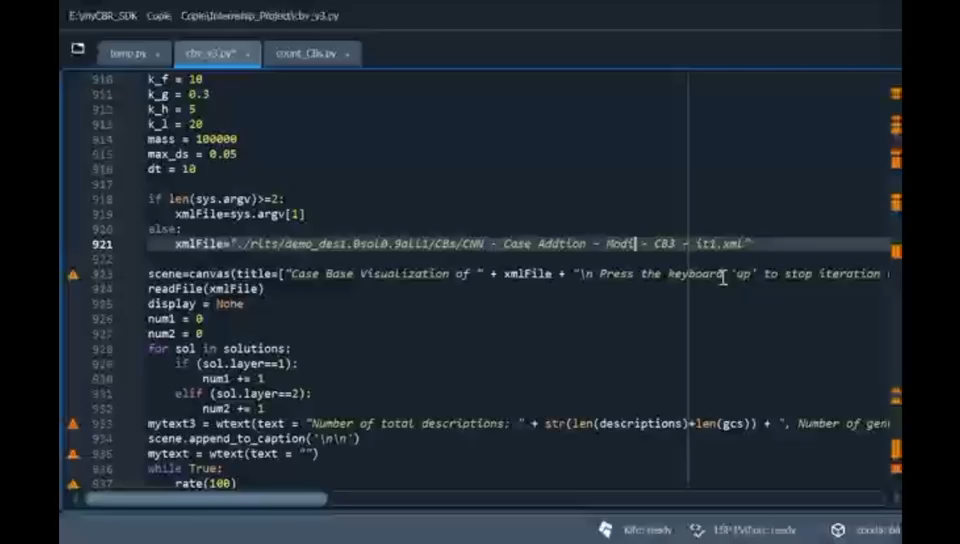 E:\myCBR_SDK Copie Copie\Internship_Project\cbv_v3.py
temp.py cbv_v3.py* count_CBs.py
910 k_f = 10
911 k_g = 0.3
912 k_h = 5
913 k_l = 20
914 mass = 100000
915 max_ds = 0.05
916 dt = 10
917
918 if len(sys.argv)>=2:
919 xmlFile=sys.argv[1]
920 else:
921 xmlFile="./rlts/demo_des1.0sol0.9all1/CBs/CNN - Case Addtion - Modi - CB3 - it1.xml"
922
923 scene=canvas(title=["Case Base Visualization of " + xmlFile + "\n Press the keyboard 'up' to stop iteration
924 readFile(xmlFile)
925 display = None
926 num1 = 0
927 num2 = 0
928 for sol in solutions:
929 if (sol.layer==1):
930 num1 += 1
931 elif (sol.layer==2):
932 num2 += 1
933 mytext3 = wtext(text = "Number of total descriptions: " + str(len(descriptions)+len(gcs)) + ", Number of gen
934 scene.append_to_caption('\n\n')
935 mytext = wtext(text = "")
936 while True:
937 rate(100)
Kite: ready LSP Python: ready conda: